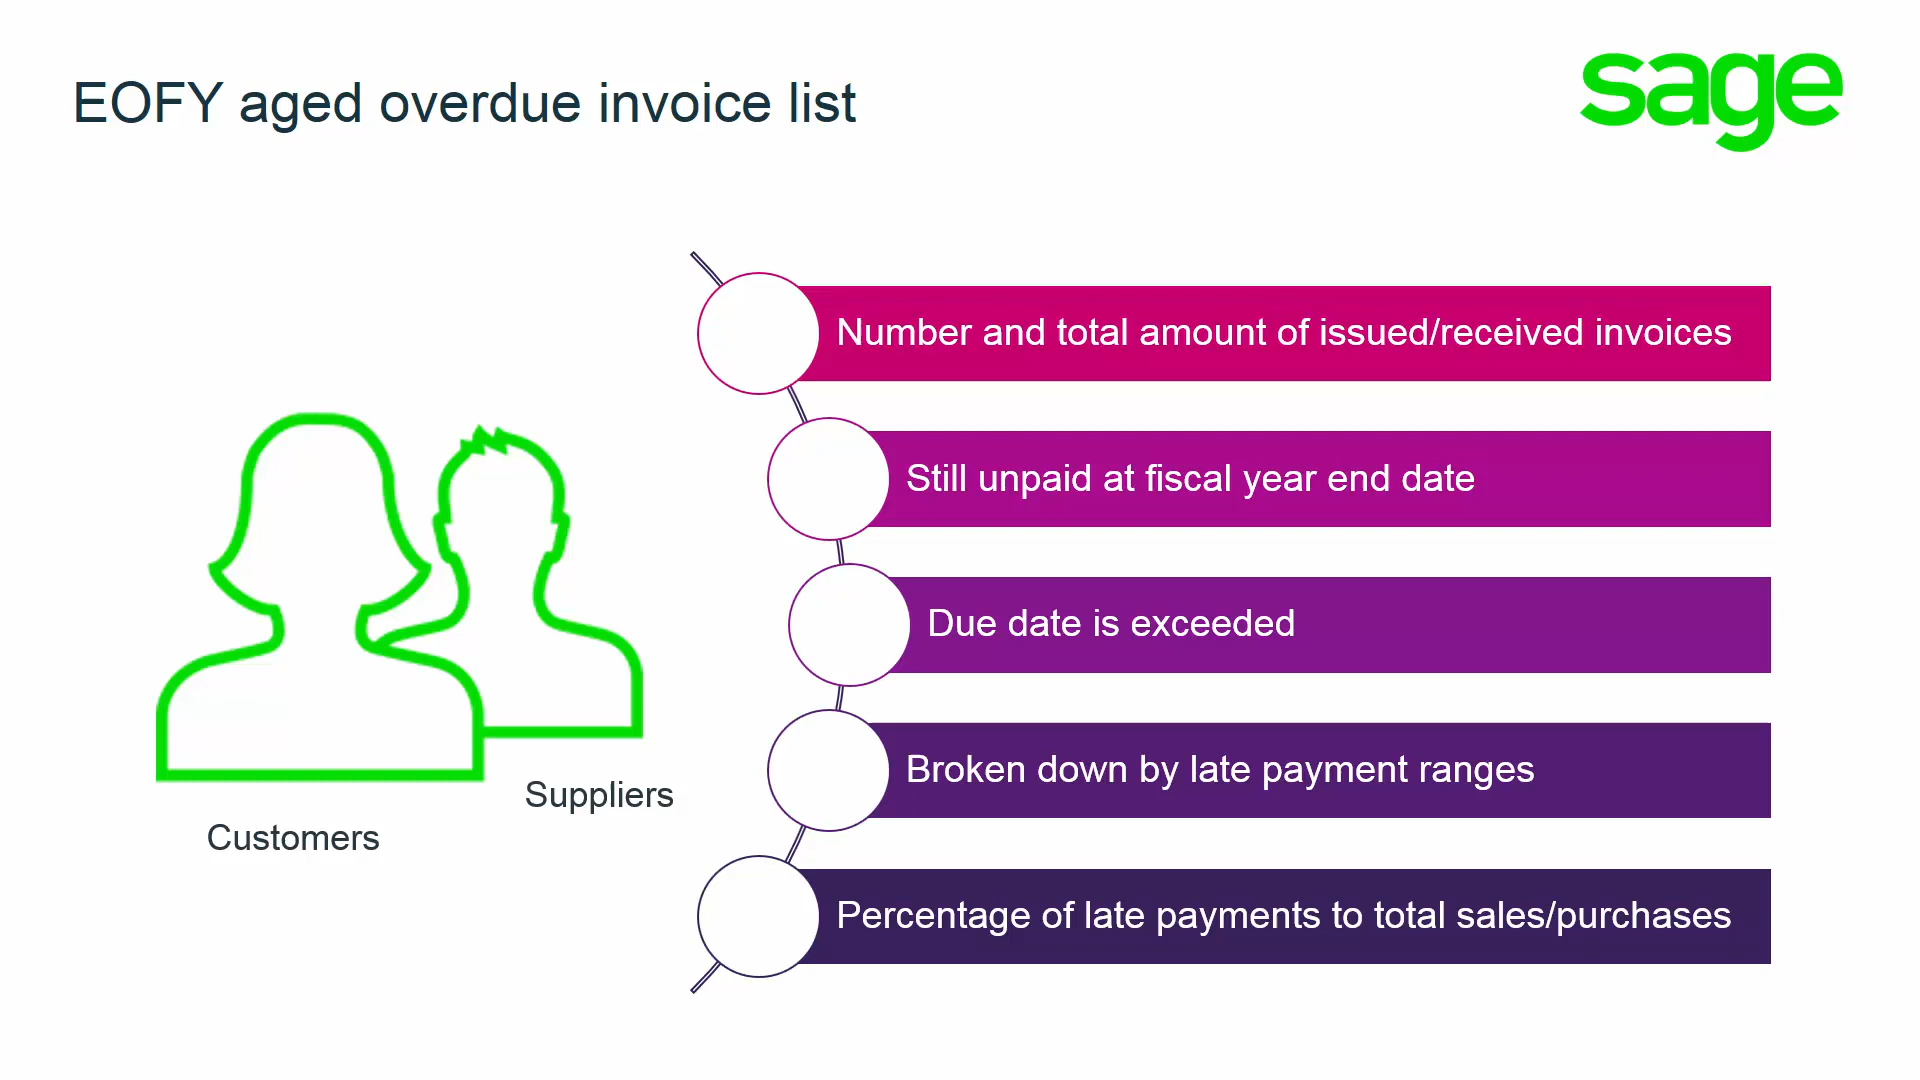 EOFY aged overdue invoice list
sage
Number and total amount of issued/received invoices
Still unpaid at fiscal year end date
Due date is exceeded
Broken down by late payment ranges
Percentage of late payments to total sales/purchases
Suppliers
Customers